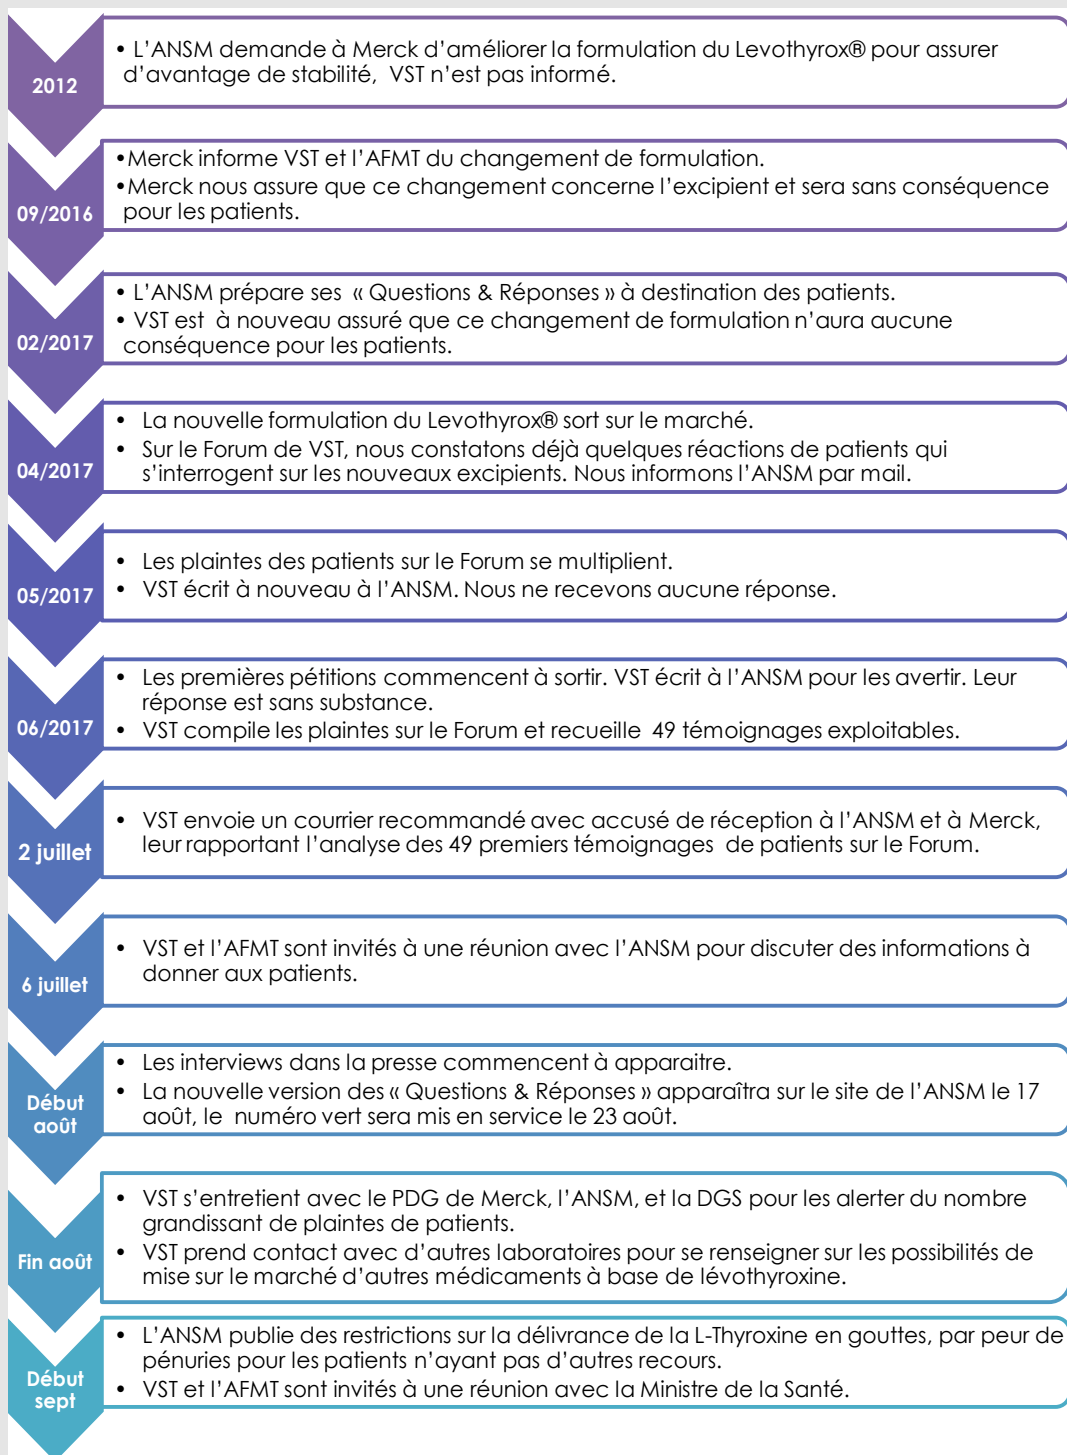 2012
• L'ANSM demande à Merck d'améliorer la formulation du Levothyrox® pour assurer
d'avantage de stabilité, VST n'est pas informé.
09/2016
•Merck informe VST et l'AFMT du changement de formulation.
•Merck nous assure que ce changement concerne l'excipient et sera sans conséquence
pour les patients.
02/2017
• L'ANSM prépare ses « Questions & Réponses » à destination des patients.
• VST est à nouveau assuré que ce changement de formulation n'aura aucune
conséquence pour les patients.
04/2017
• La nouvelle formulation du Levothyrox® sort sur le marché.
• Sur le Forum de VST, nous constatons déjà quelques réactions de patients qui
s'interrogent sur les nouveaux excipients. Nous informons l'ANSM par mail.
05/2017
• Les plaintes des patients sur le Forum se multiplient.
• VST écrit à nouveau à l'ANSM. Nous ne recevons aucune réponse.
06/2017
• Les premières pétitions commencent à sortir. VST écrit à l'ANSM pour les avertir. Leur
réponse est sans substance.
• VST compile les plaintes sur le Forum et recueille 49 témoignages exploitables.
2 juillet
• VST envoie un courrier recommandé avec accusé de réception à l'ANSM et à Merck,
leur rapportant l'analyse des 49 premiers témoignages de patients sur le Forum.
6 juillet
• VST et l'AFMT sont invités à une réunion avec l'ANSM pour discuter des informations à
donner aux patients.
Début
août
• Les interviews dans la presse commencent à apparaitre.
• La nouvelle version des « Questions & Réponses » apparaîtra sur le site de l'ANSM le 17
août, le numéro vert sera mis en service le 23 août.
Fin août
• VST s'entretient avec le PDG de Merck, l'ANSM, et la DGS pour les alerter du nombre
grandissant de plaintes de patients.
• VST prend contact avec d'autres laboratoires pour se renseigner sur les possibilités de
mise sur le marché d'autres médicaments à base de lévothyroxine.
Début
sept
• L'ANSM publie des restrictions sur la délivrance de la L-Thyroxine en gouttes, par peur de
pénuries pour les patients n'ayant pas d'autres recours.
• VST et l'AFMT sont invités à une réunion avec la Ministre de la Santé.